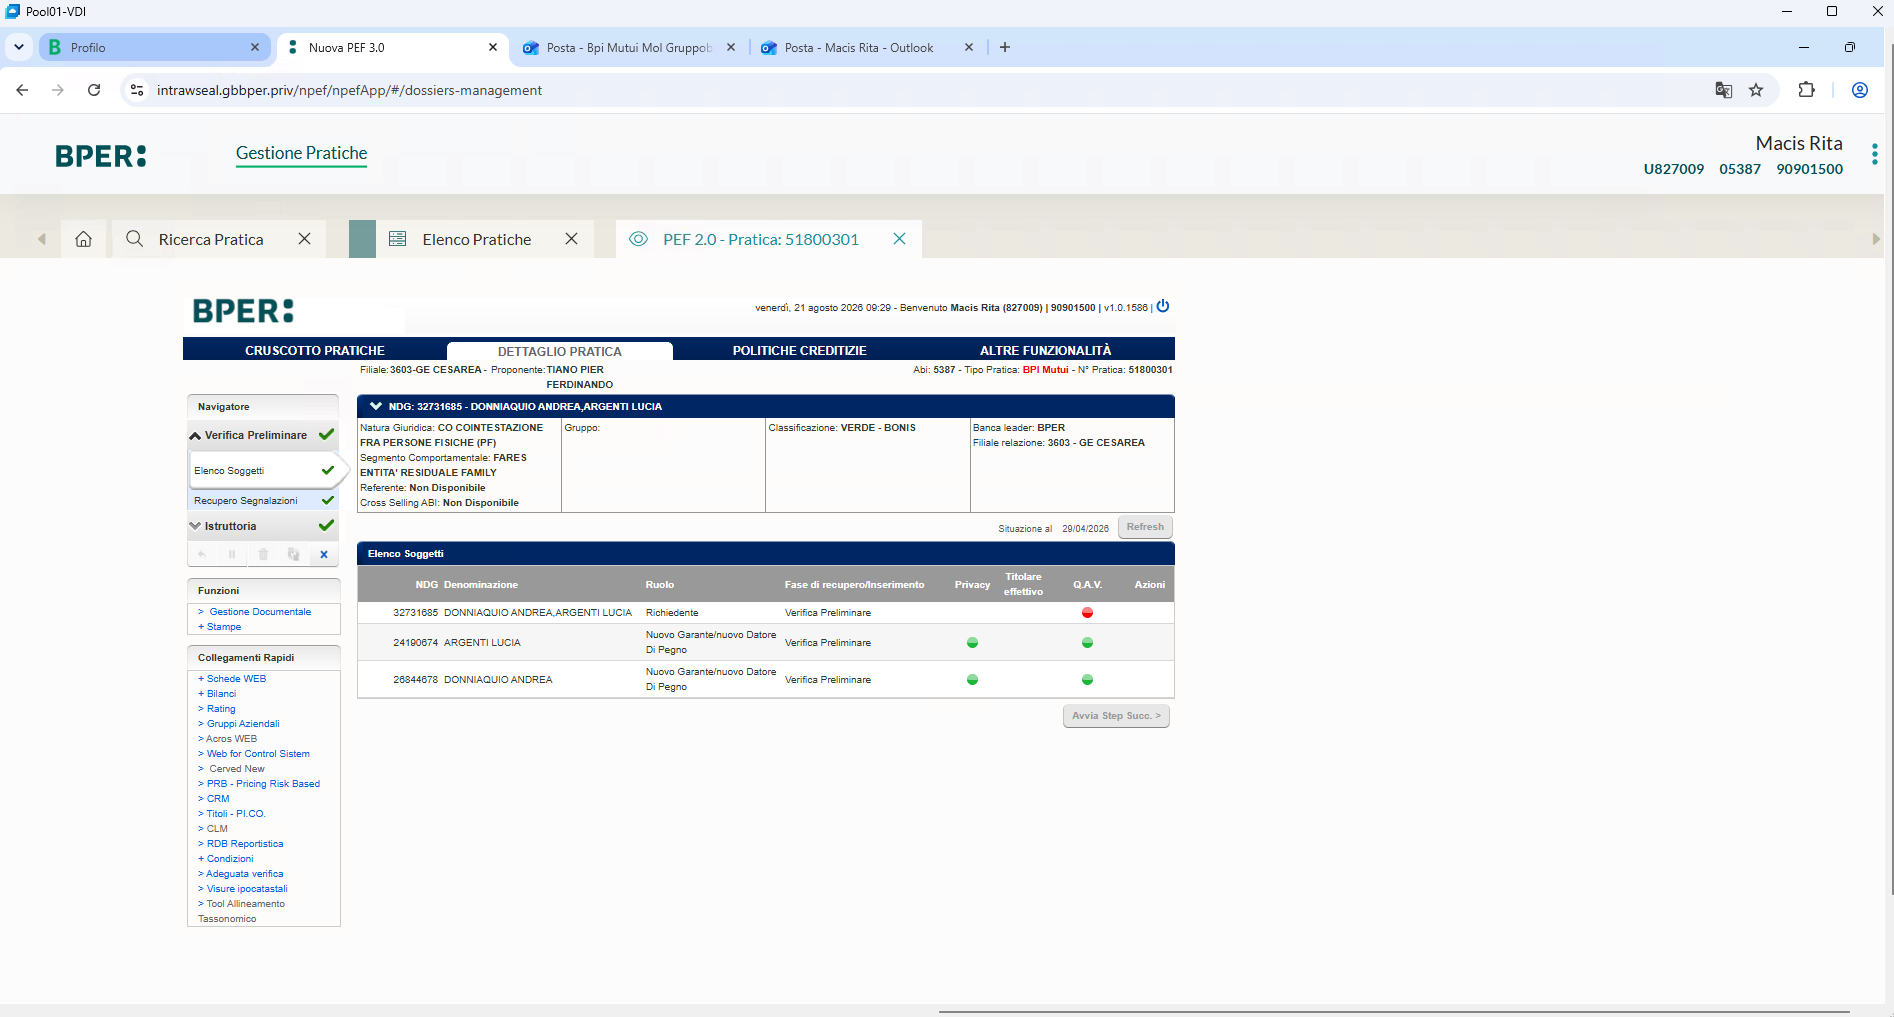 Pool01-VDI
Profilo
Nuova PEF 3.0
Posta - Bpi Mutui Mol Gruppob
Posta - Macis Rita - Outlook
intrawseal.gbbper.priv/npef/npefApp/#/dossiers-management
BPER:
Gestione Pratiche
Macis Rita
U827009 05387 90901500
Ricerca Pratica
Elenco Pratiche
PEF 2.0 - Pratica: 51800301
BPER:
venerdì, 21 agosto 2026 09:29 - Benvenuto Macis Rita (827009) | 90901500 | v1.0.1586 |
CRUSCOTTO PRATICHE
DETTAGLIO PRATICA
POLITICHE CREDITIZIE
ALTRE FUNZIONALITÀ
Filiale: 3603-GE CESAREA - Proponente: TIANO PIER
FERDINANDO
Abi: 5387 - Tipo Pratica: BPI Mutui - N° Pratica: 51800301
Navigatore
Verifica Preliminare
Elenco Soggetti
Recupero Segnalazioni
Istruttoria
Funzioni
> Gestione Documentale
+ Stampe
Collegamenti Rapidi
+ Schede WEB
+ Bilanci
> Rating
> Gruppi Aziendali
> Acros WEB
> Web for Control Sistem
> Cerved New
> PRB - Pricing Risk Based
> CRM
> Titoli - PI.CO.
> CLM
> RDB Reportistica
+ Condizioni
> Adeguata verifica
> Visure ipocatastali
> Tool Allineamento
Tassonomico
NDG: 32731685 - DONNIAQUIO ANDREA,ARGENTI LUCIA
Natura Giuridica: CO COINTESTAZIONE
FRA PERSONE FISICHE (PF)
Segmento Comportamentale: FARES
ENTITA' RESIDUALE FAMILY
Referente: Non Disponibile
Cross Selling ABI: Non Disponibile
Gruppo:
Classificazione: VERDE - BONIS
Banca leader: BPER
Filiale relazione: 3603 - GE CESAREA
Situazione al 29/04/2026 Refresh
Elenco Soggetti
NDG Denominazione Ruolo Fase di recupero/Inserimento Privacy Titolare effettivo Q.A.V. Azioni
32731685 DONNIAQUIO ANDREA,ARGENTI LUCIA Richiedente Verifica Preliminare
24190674 ARGENTI LUCIA Nuovo Garante/nuovo Datore Di Pegno Verifica Preliminare
26844678 DONNIAQUIO ANDREA Nuovo Garante/nuovo Datore Di Pegno Verifica Preliminare
Avvia Step Succ. >